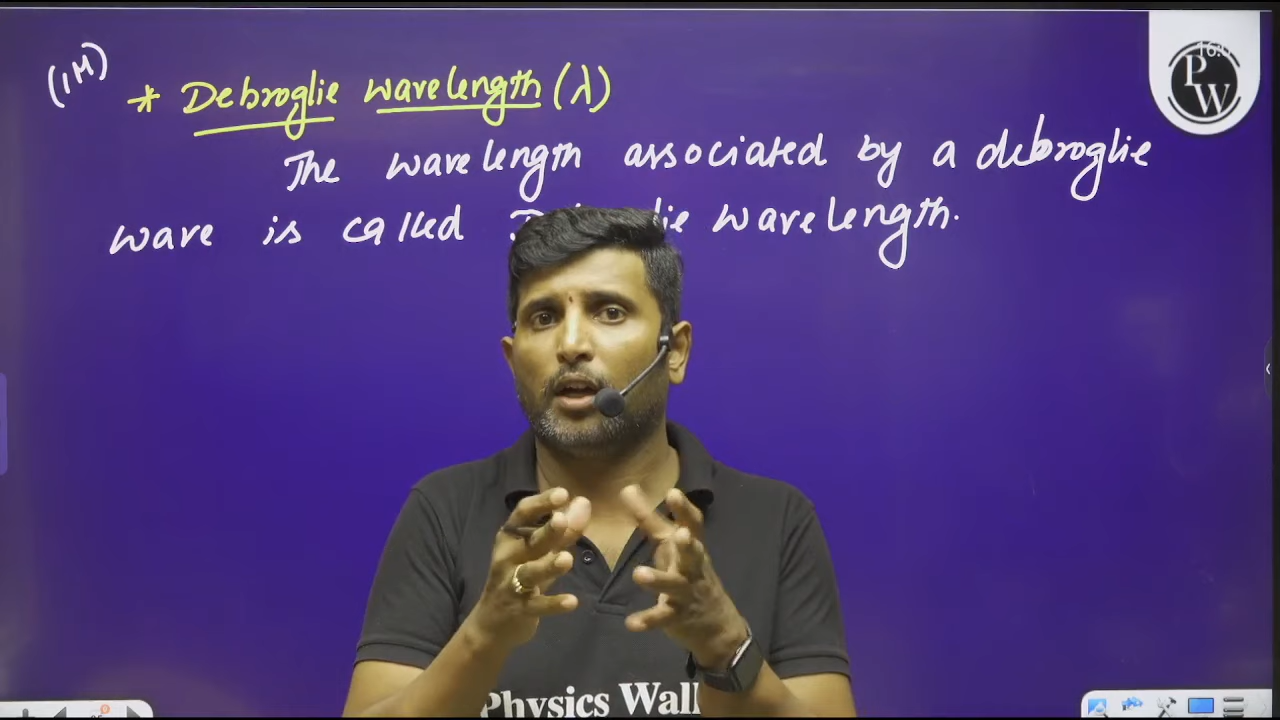 (1M)
* Debroglie wavelength (λ)
The wavelength associated by a debroglie
wave is called lie wavelength.
PW
Physics Wall